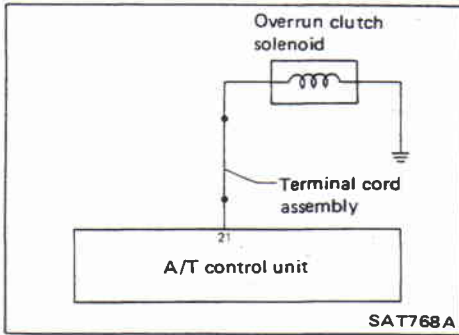 Overrun clutch
solenoid
Terminal cord
assembly
21
A/T control unit
SAT768A